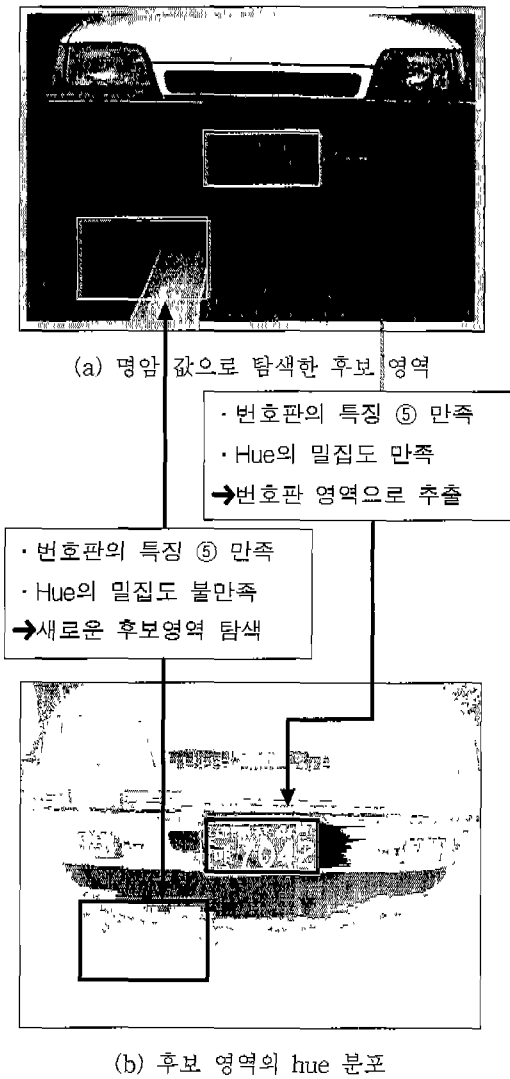 (a) 명암 값으로 탐색한 후보 영역
· 번호판의 특징 ⑤ 만족
· Hue의 밀집도 만족
➔번호판 영역으로 추출
· 번호판의 특징 ⑤ 만족
· Hue의 밀집도 불만족
➔새로운 후보영역 탐색
(b) 후보 영역의 hue 분포